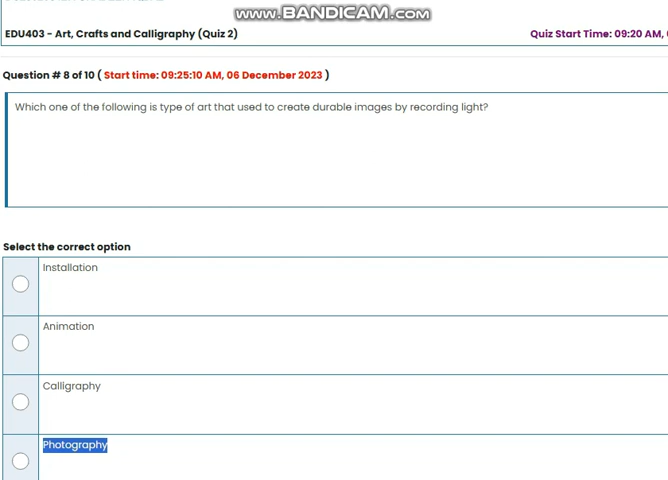 www.BANDICAM.com
EDU403 - Art, Crafts and Calligraphy (Quiz 2) Quiz Start Time: 09:20 AM,
Question # 8 of 10 ( Start time: 09:25:10 AM, 06 December 2023 )
Which one of the following is type of art that used to create durable images by recording light?
Select the correct option
Installation
Animation
Calligraphy
Photography